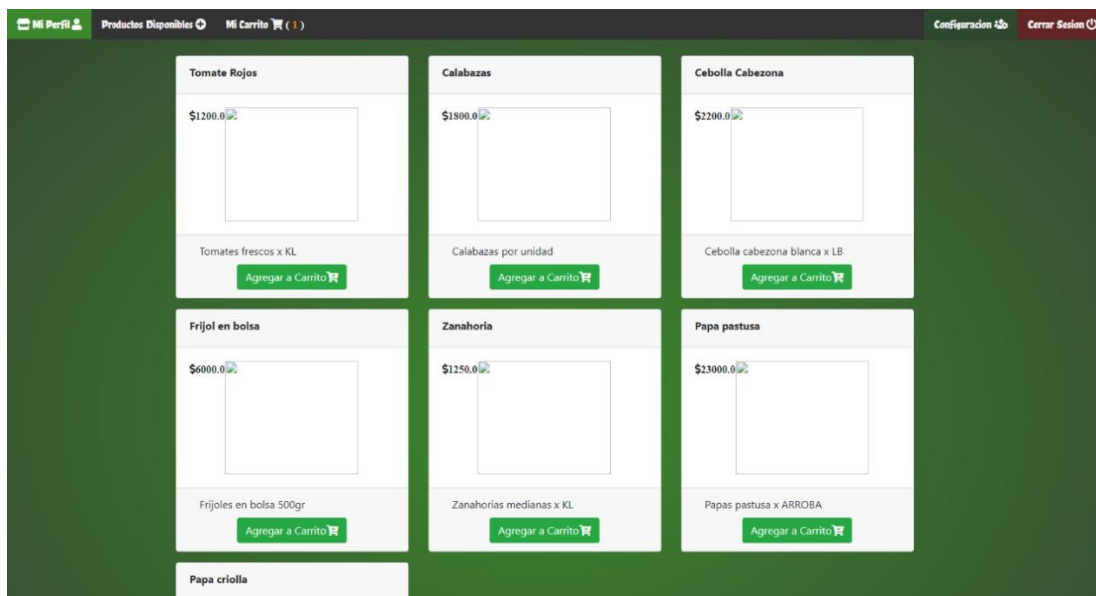 Mi Perfil Productos Disponibles Mi Carrito ( 1 ) Configuracion Cerrar Sesion
Tomate Rojos
$1200.0
Tomates frescos x KL
Agregar a Carrito
Calabazas
$1800.0
Calabazas por unidad
Agregar a Carrito
Cebolla Cabezona
$2200.0
Cebolla cabezona blanca x LB
Agregar a Carrito
Frijol en bolsa
$6000.0
Frijoles en bolsa 500gr
Agregar a Carrito
Zanahoria
$1250.0
Zanahorias medianas x KL
Agregar a Carrito
Papa pastusa
$23000.0
Papas pastusa x ARROBA
Agregar a Carrito
Papa criolla